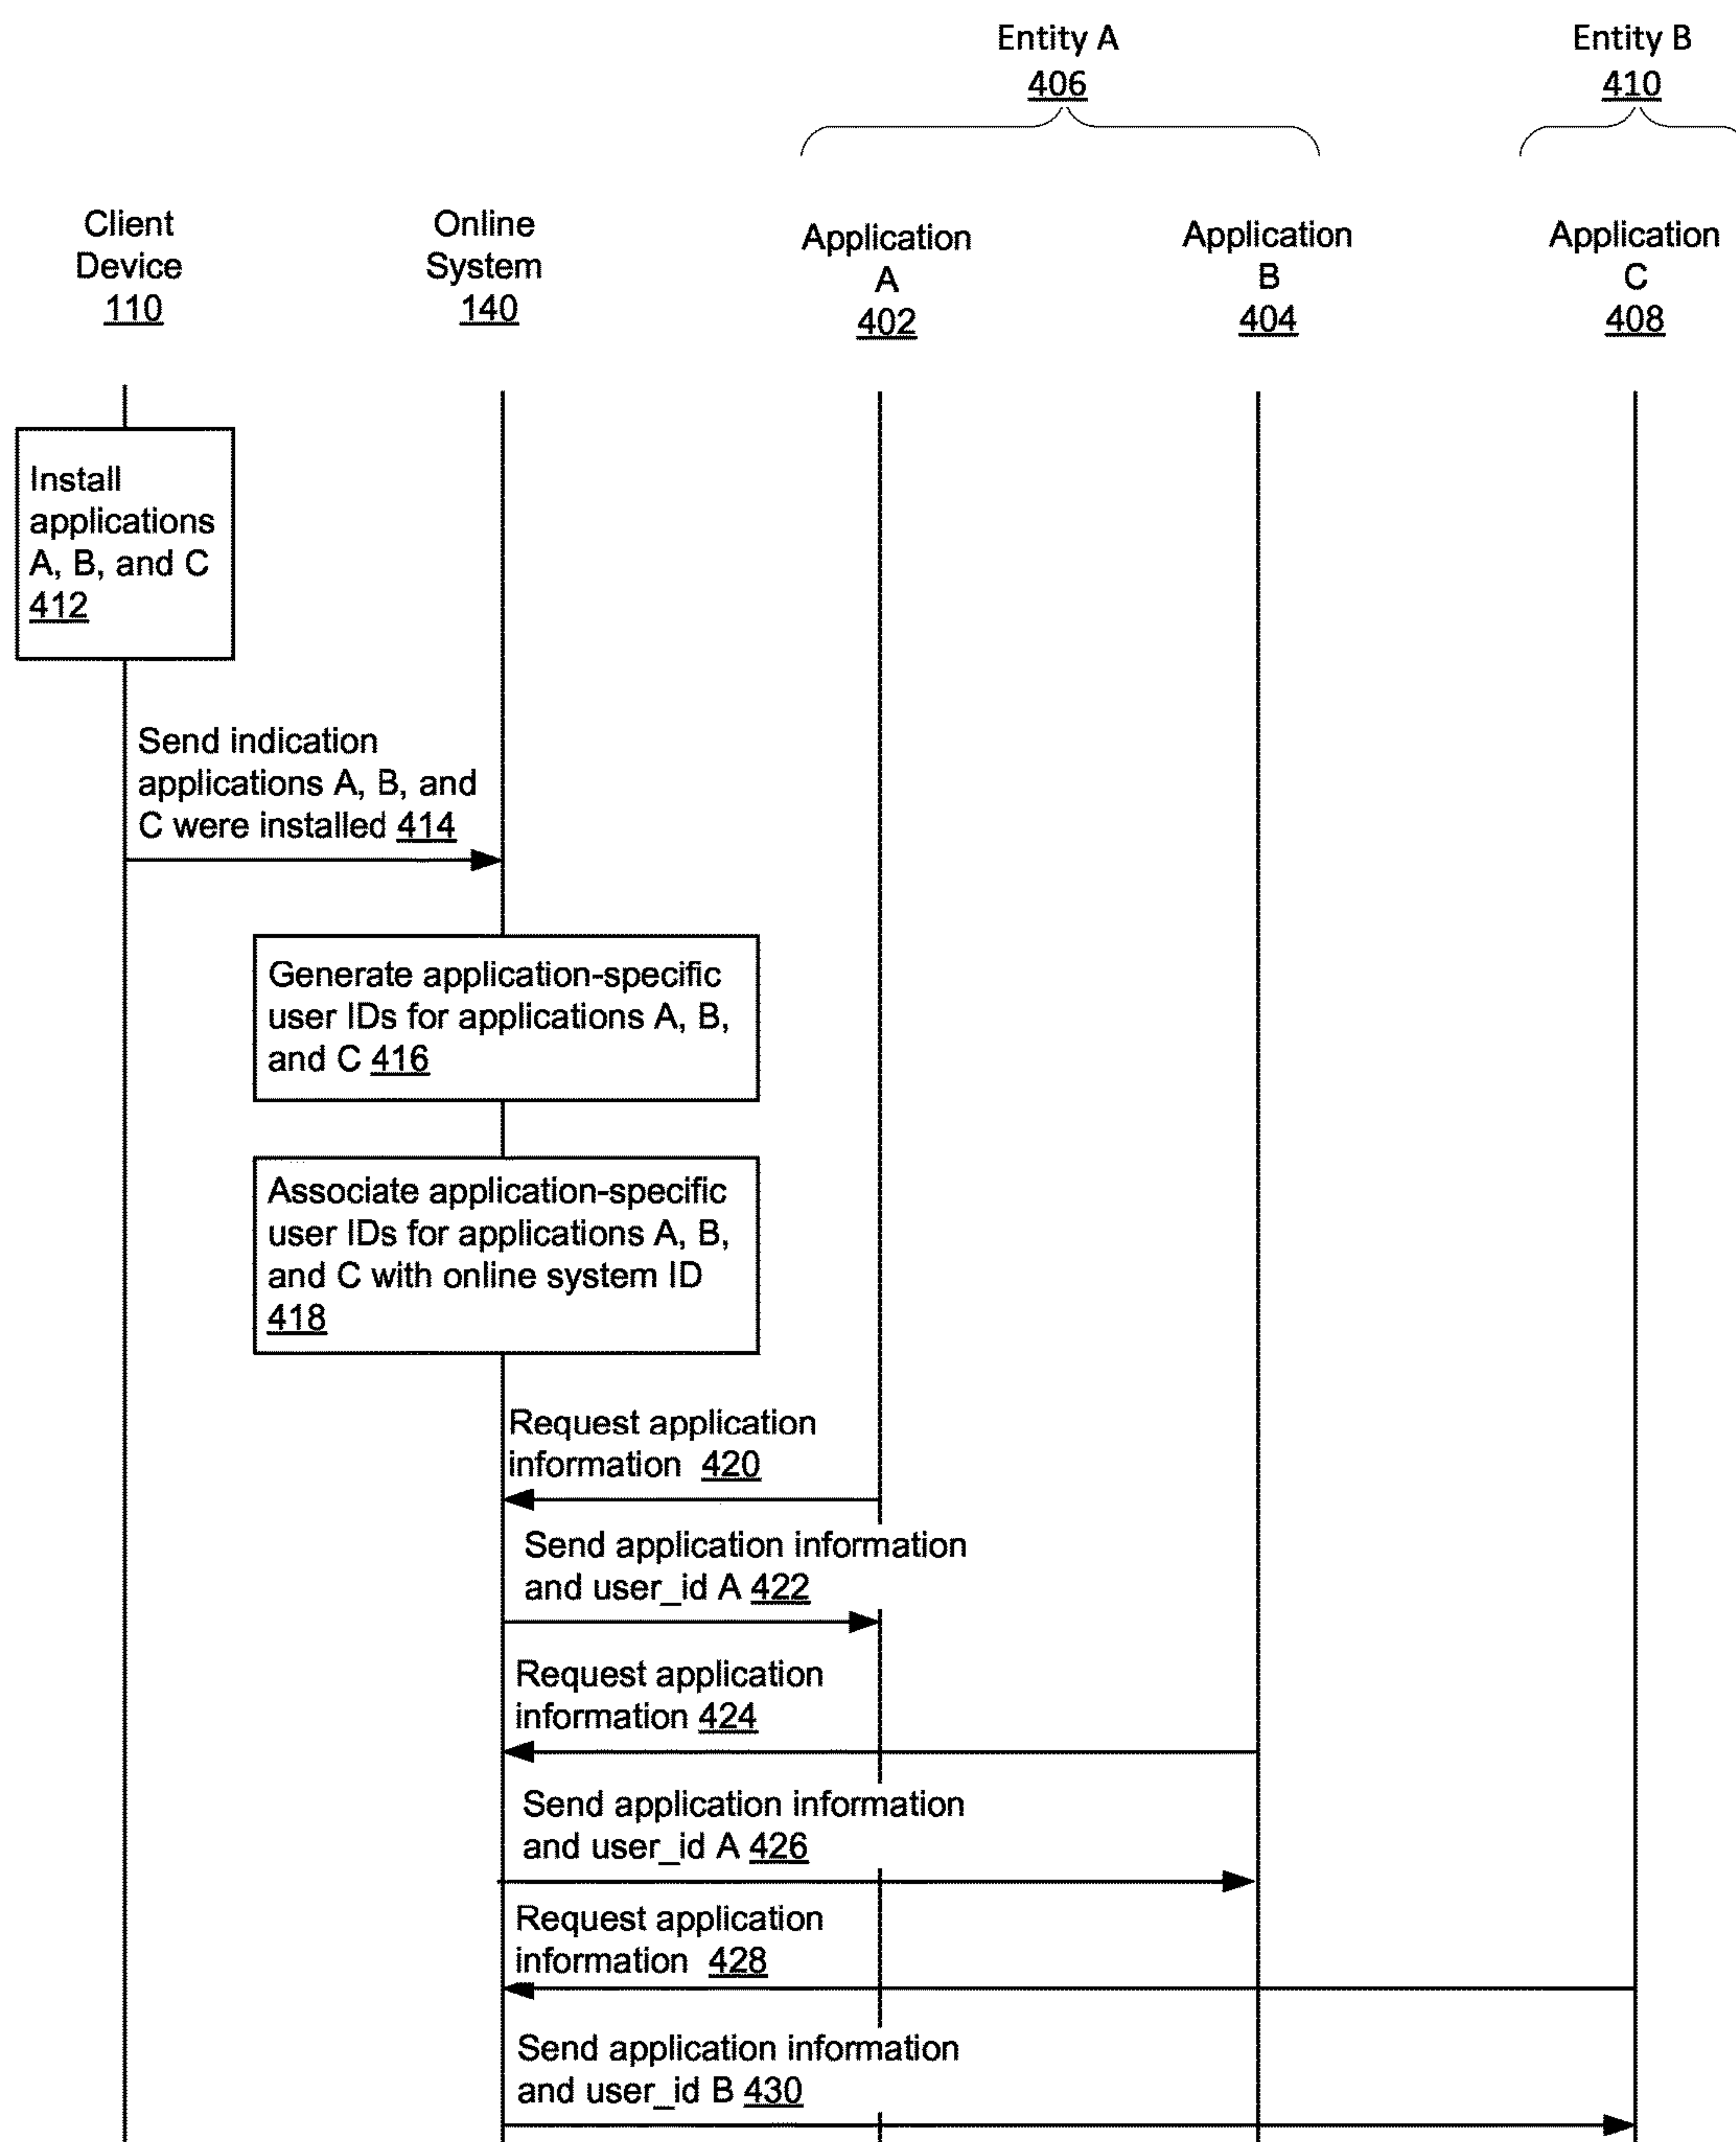 Entity A
406
Entity B
410
Client
Device
110
Online
System
140
Application
A
402
Application
B
404
Application
C
408
Install
applications
A, B, and C
412
Send indication
applications A, B, and
C were installed 414
Generate application-specific
user IDs for applications A, B,
and C 416
Associate application-specific
user IDs for applications A, B,
and C with online system ID
418
Request application
information 420
Send application information
and user_id A 422
Request application
information 424
Send application information
and user_id A 426
Request application
information 428
Send application information
and user_id B 430